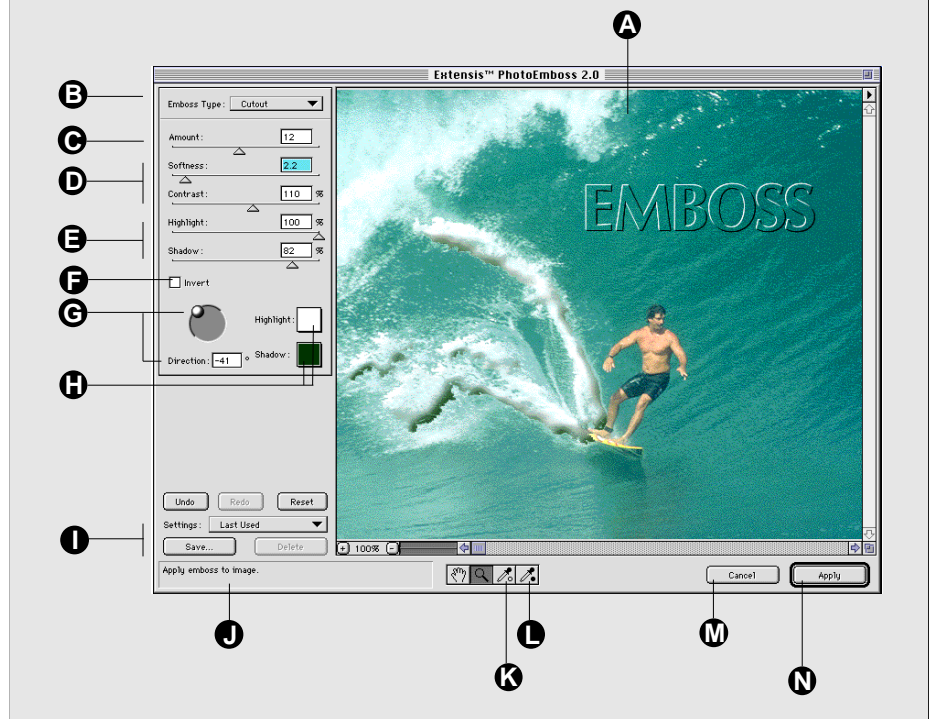 A
Extensis™ PhotoEmboss 2.0
B
Emboss Type: Cutout
C
Amount: 12
D
Softness: 2.2
Contrast: 110 %
E
Highlight: 100 %
Shadow: 82 %
EMBOSS
F
Invert
G
Highlight:
Direction: -41 °
Shadow:
H
Undo Redo Reset
Settings: Last Used
I
Save... Delete
+ 100% -
Apply emboss to image.
Cancel Apply
J
L
M
K
N